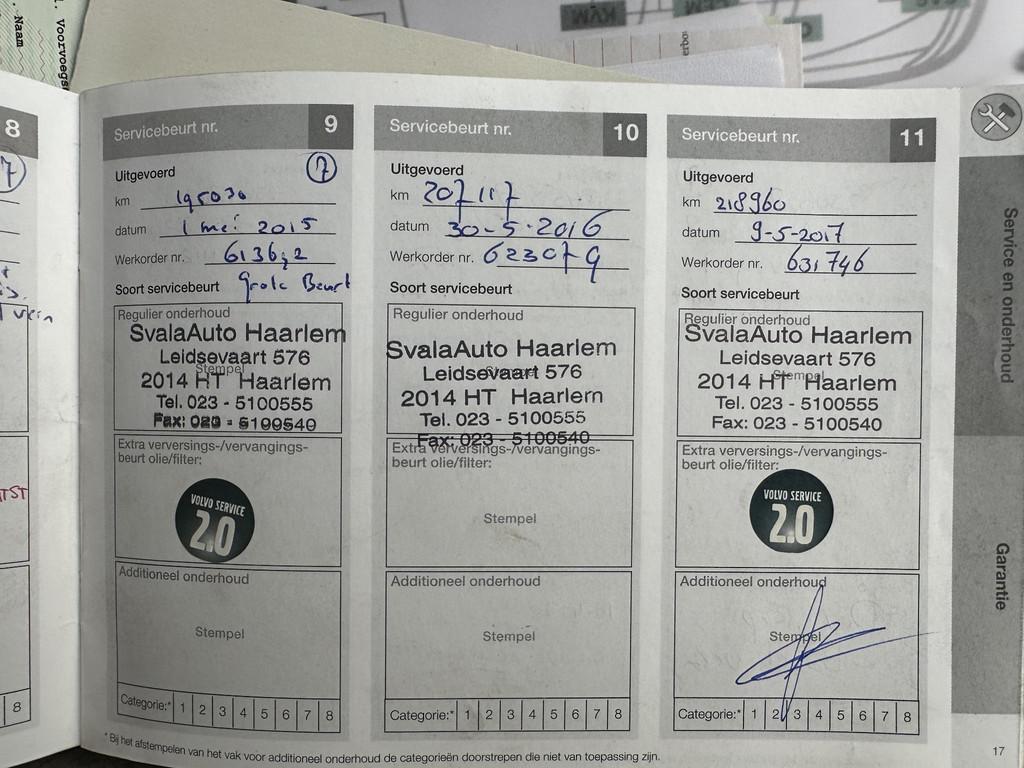 Naam
Voorvoegs
KVM
8
7
8
Servicebeurt nr. 9
Uitgevoerd 7
km 195030
datum 1 mei 2015
Werkorder nr.
Soort servicebeurt Grote Beurt
Regulier onderhoud
SvalaAuto Haarlem
Leidsevaart 576
Stempel
2014 HT Haarlem
Tel. 023 - 5100555
Fax: 023 - 5100540
Extra verversings-/vervangings-
beurt olie/filter:
VOLVO SERVICE
2.0
Additioneel onderhoud
Stempel
Categorie:* 1 2 3 4 5 6 7 8
Servicebeurt nr. 10
Uitgevoerd
km 207117
datum 30-5-2016
Werkorder nr. 623079
Soort servicebeurt
Regulier onderhoud
SvalaAuto Haarlem
Leidsevaart 576
2014 HT Haarlem
Tel. 023 - 5100555
Fax: 023 - 5100540
Extra verversings-/vervangings-
beurt olie/filter:
Stempel
Additioneel onderhoud
Stempel
Categorie:* 1 2 3 4 5 6 7 8
Servicebeurt nr. 11
Uitgevoerd
km 218960
datum 9-5-2017
Werkorder nr. 631746
Soort servicebeurt
Regulier onderhoud
SvalaAuto Haarlem
Leidsevaart 576
Stempel
2014 HT Haarlem
Tel. 023 - 5100555
Fax: 023 - 5100540
Extra verversings-/vervangings-
beurt olie/filter:
VOLVO SERVICE
2.0
Additioneel onderhoud
Stempel
Categorie:* 1 2 3 4 5 6 7 8
* Bij het afstempelen van het vak voor additioneel onderhoud de categorieën doorstrepen die niet van toepassing zijn.
Service en onderhoud
Garantie
17